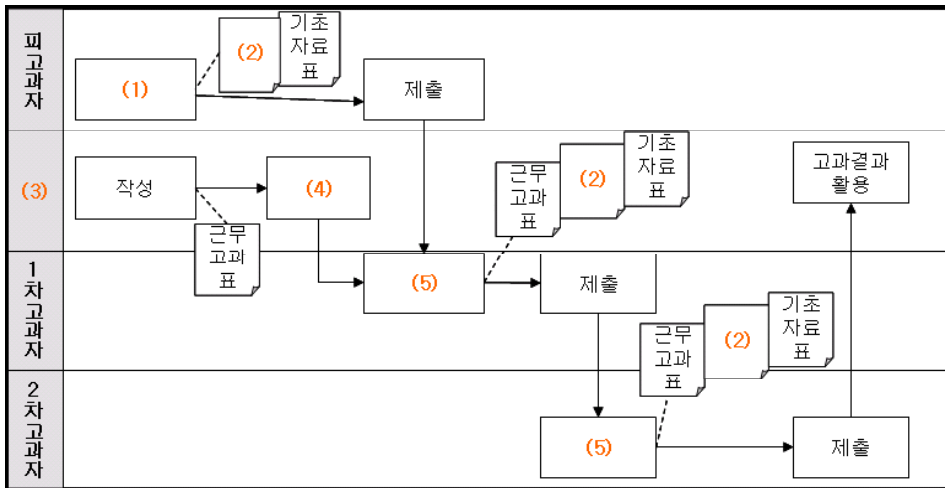 피고과자
(1)
(2)
기초
자료
표
제출
(3)
작성
근무
고과
표
(4)
근무
고과
표
(2)
기초
자료
표
고과결과
활용
1차고과자
(5)
제출
근무
고과
표
(2)
기초
자료
표
2차고과자
(5)
제출